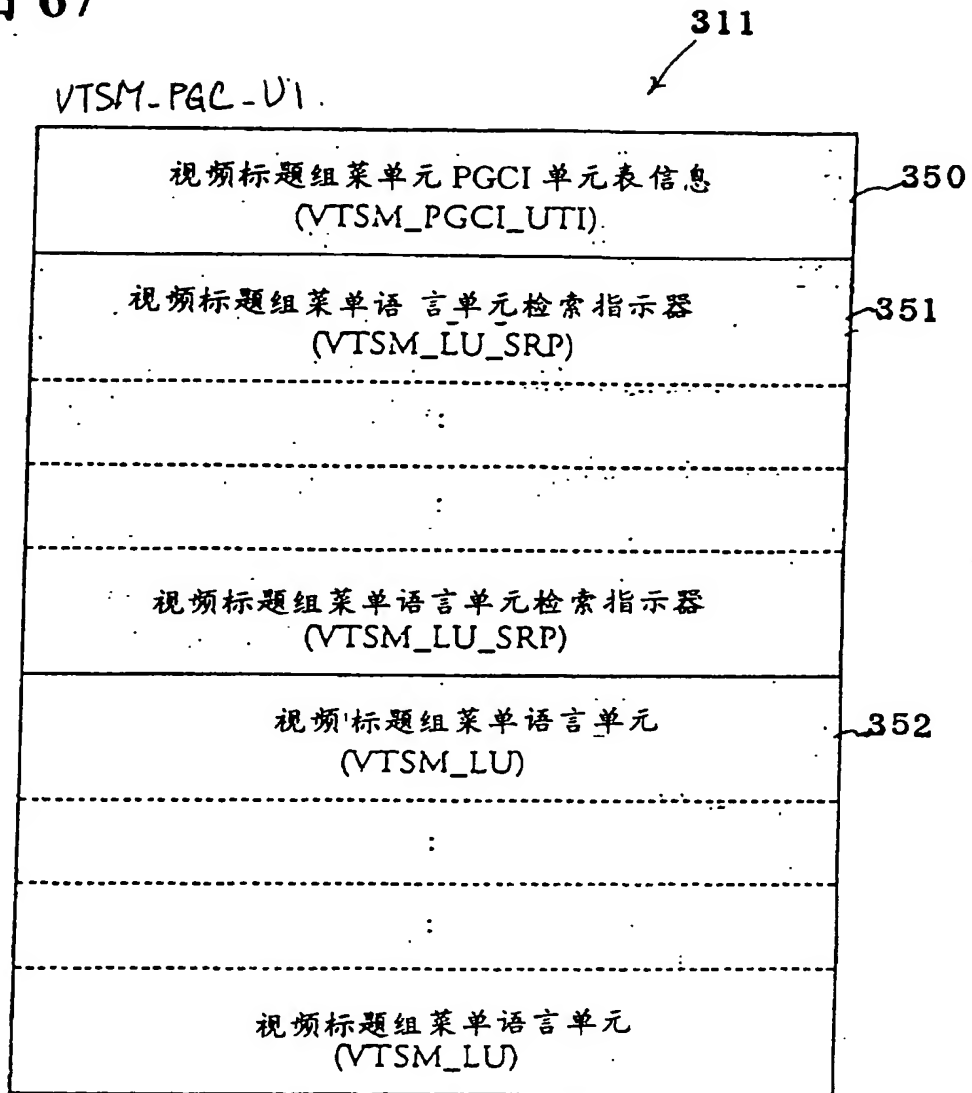 67
311
VTSM_PGC_UI.
视频标题组菜单元 PGCI 单元表信息
(VTSM_PGCI_UTI)
350
视频标题组菜单语 言单元检索指示器
(VTSM_LU_SRP)
351
:
:
视频标题组菜单语言单元检索指示器
(VTSM_LU_SRP)
视频标题组菜单语言单元
(VTSM_LU)
352
:
:
视频标题组菜单语言单元
(VTSM_LU)